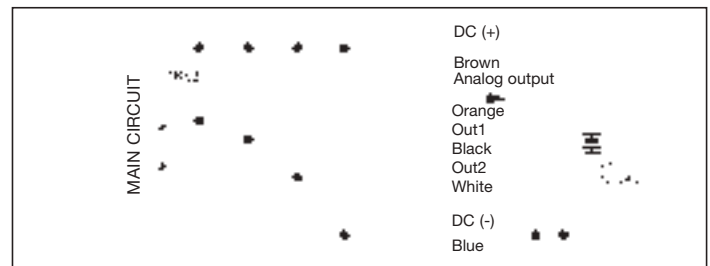 MAIN CIRCUIT
DC (+)
Brown
Analog output
Orange
Out1
Black
Out2
White
DC (-)
Blue